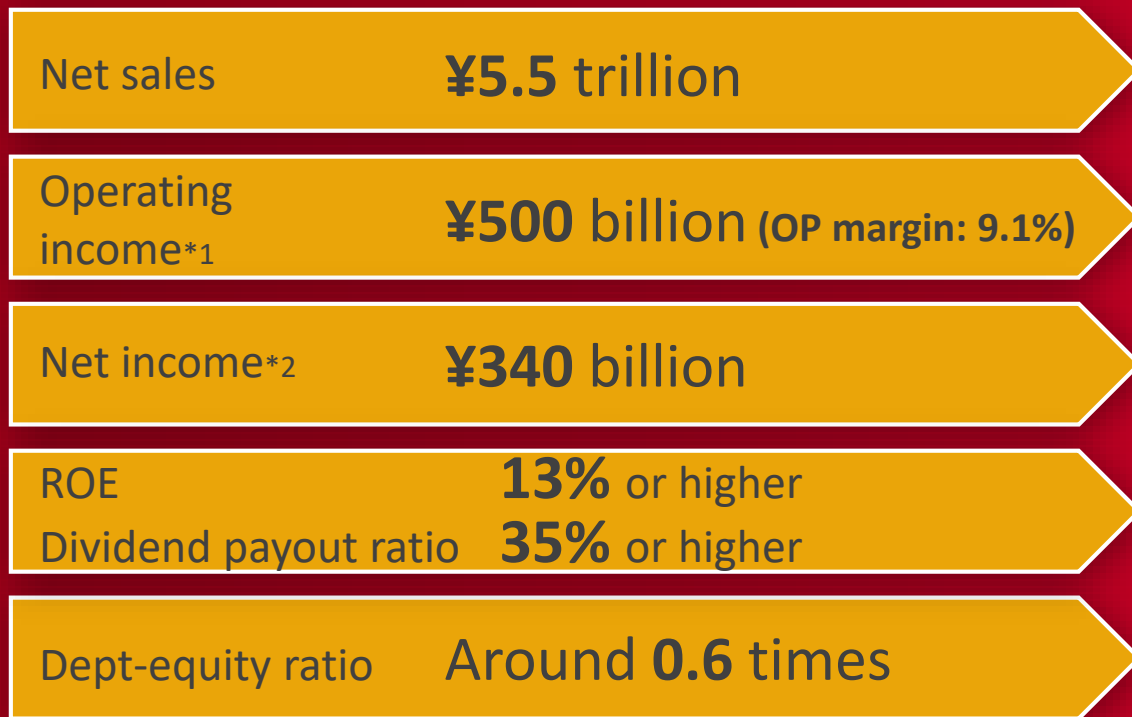 Net sales ¥5.5 trillion
Operating
income*1 ¥500 billion (OP margin: 9.1%)
Net income*2 ¥340 billion
ROE 13% or higher
Dividend payout ratio 35% or higher
Dept-equity ratio Around 0.6 times